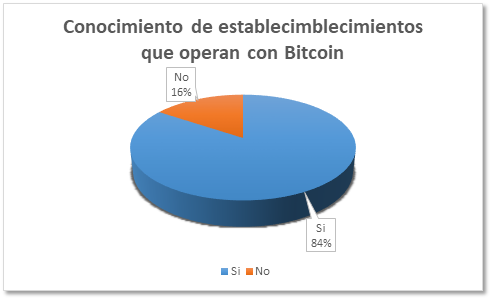 Conocimiento de establecimblecimientos
que operan con Bitcoin
No
16%
Si
84%
Si No